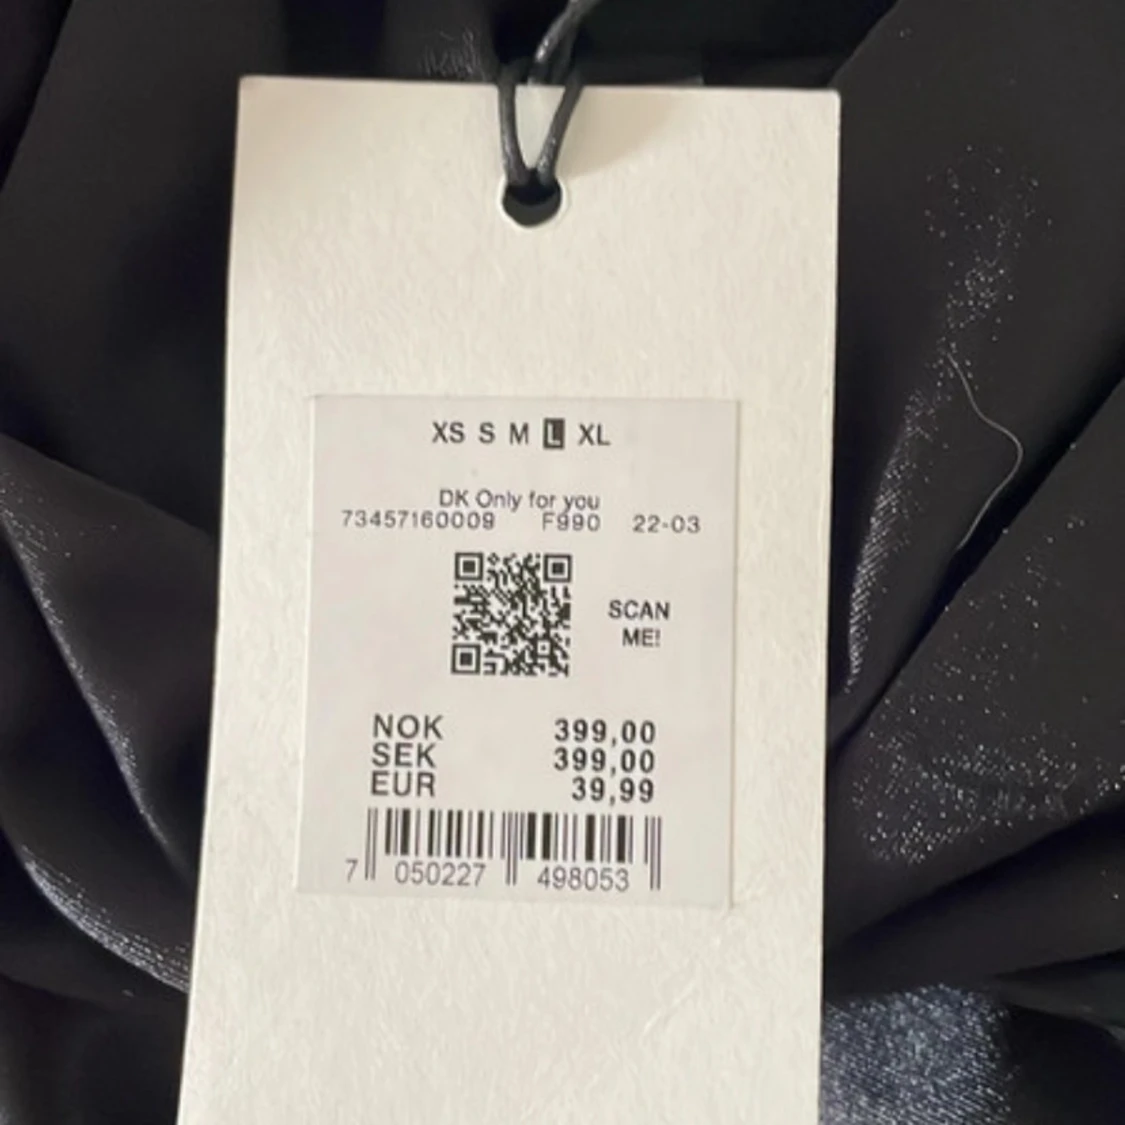 XS S M L XL
DK Only for you
73457160009 F990 22-03
SCAN
ME!
NOK 399,00
SEK 399,00
EUR 39,99
7 050227 498053